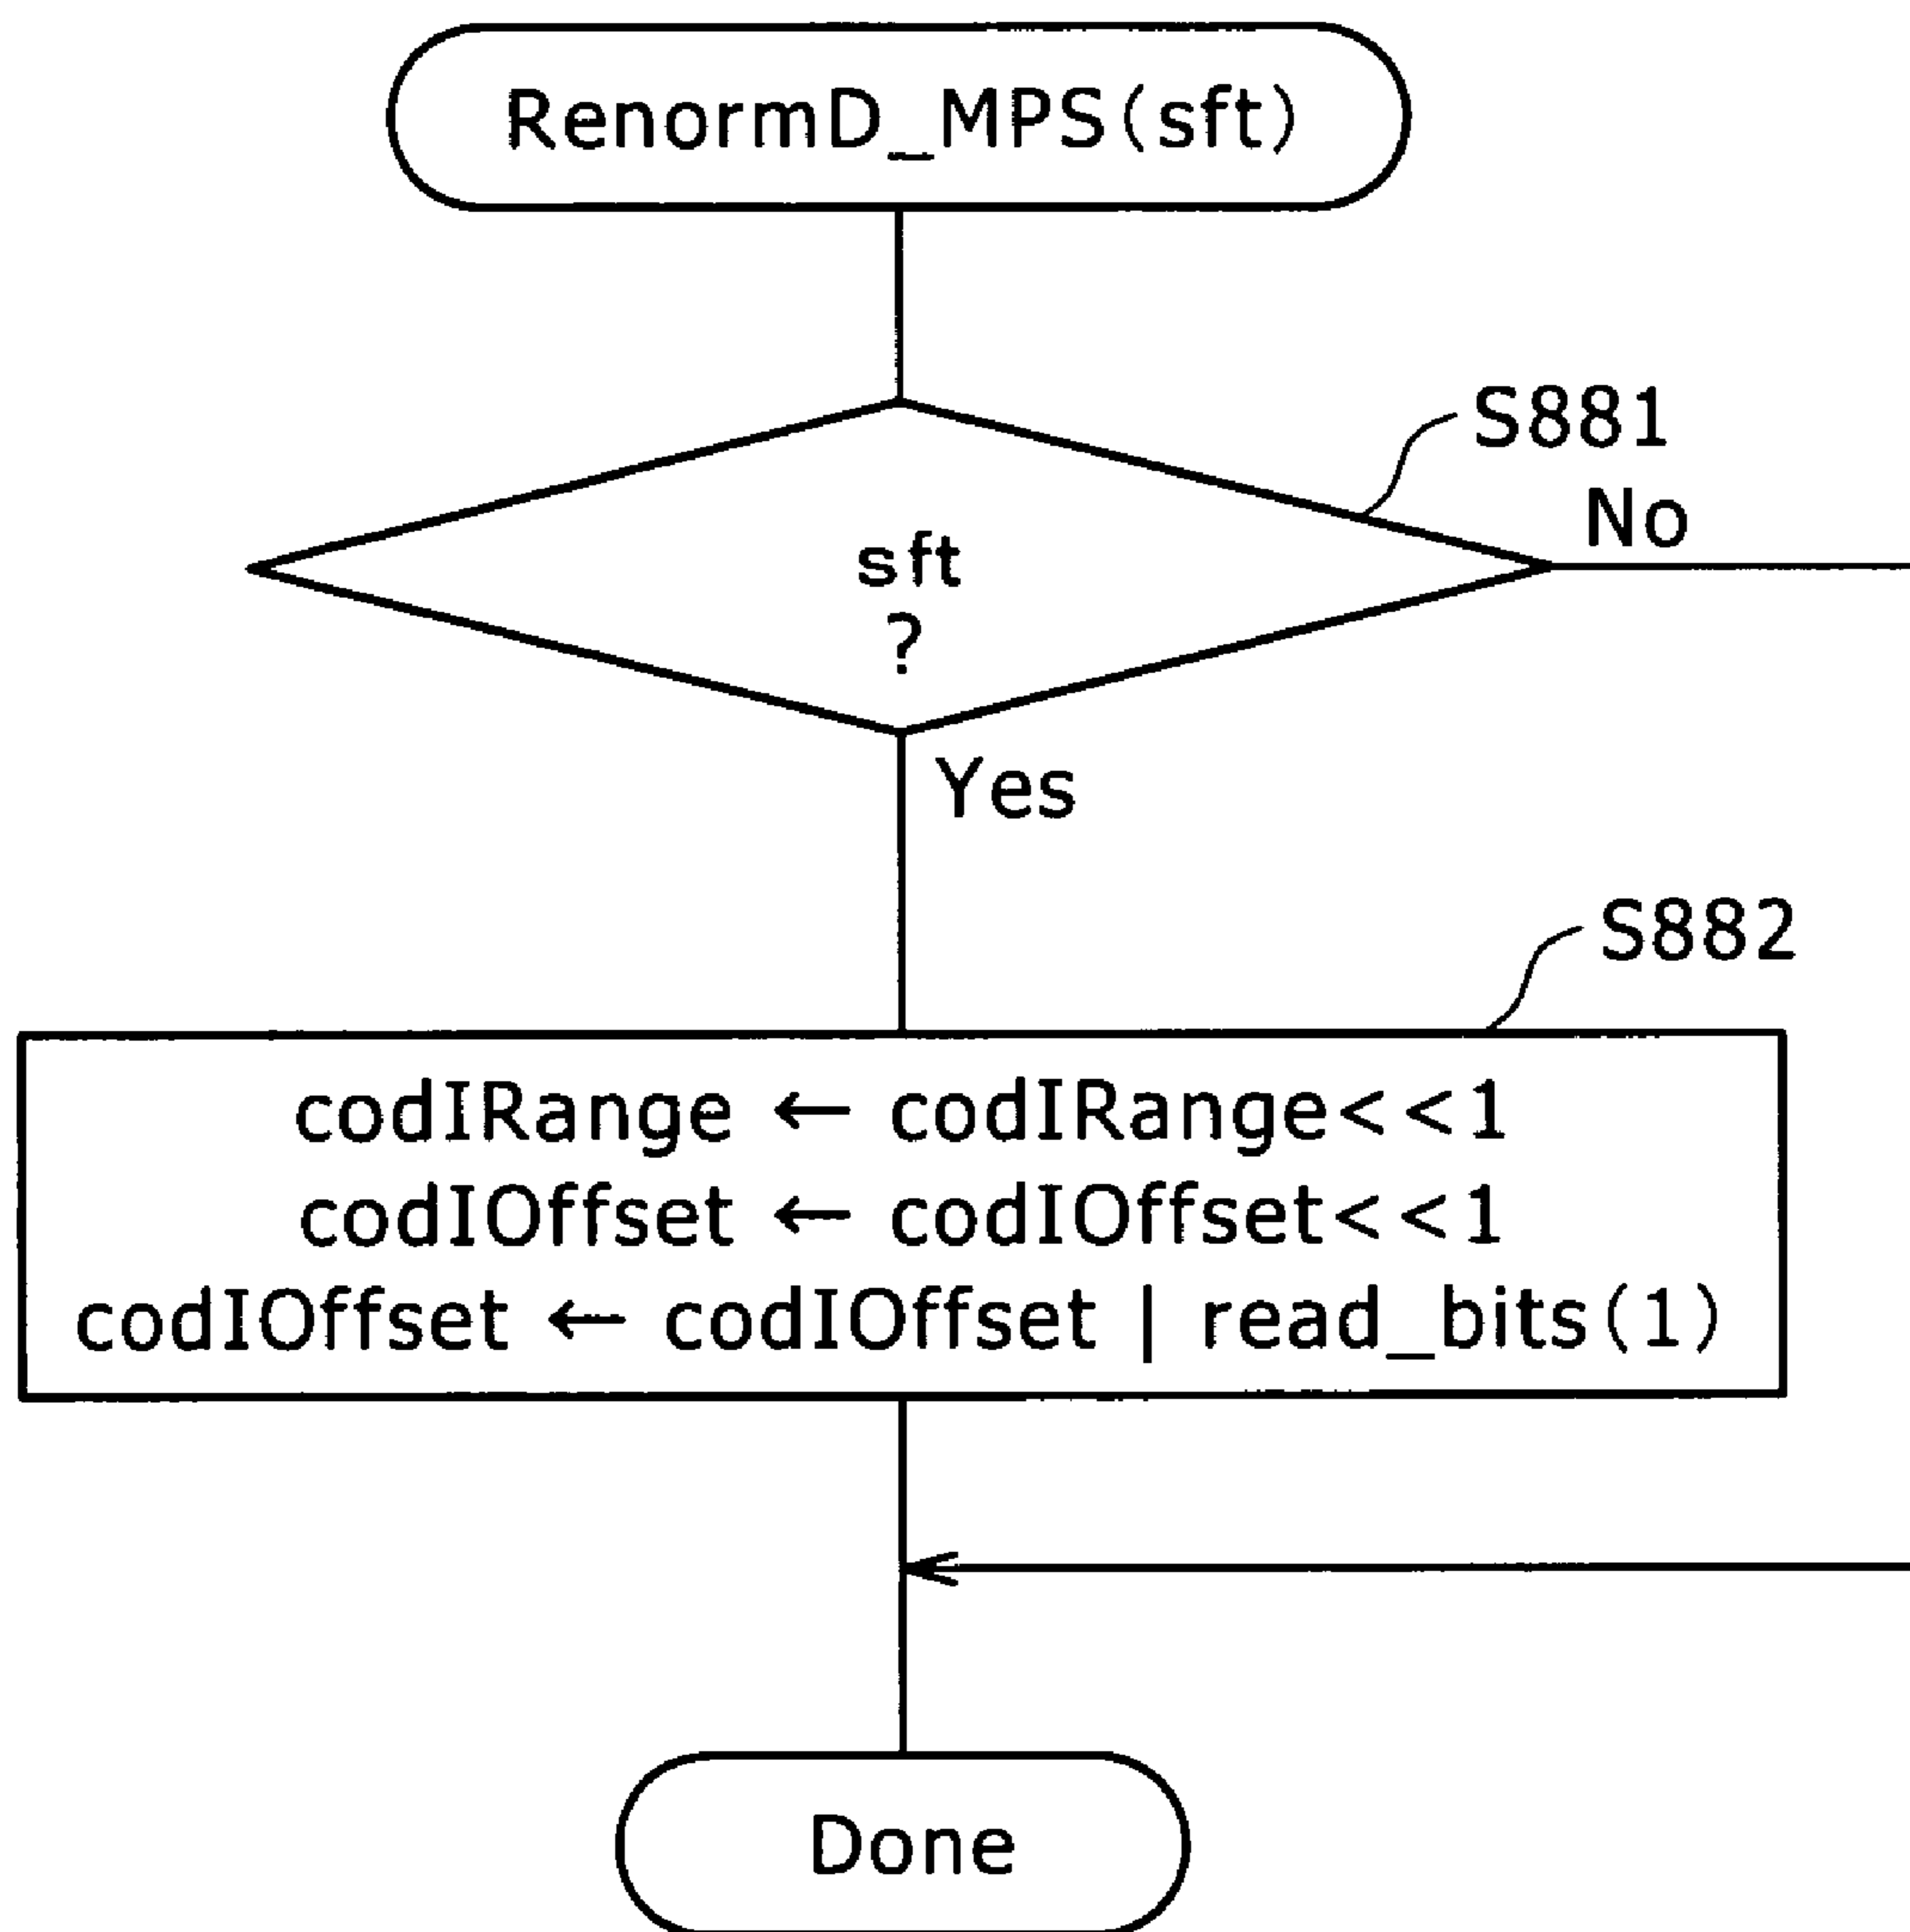 RenormD_MPS(sft)
S881
No
sft
?
Yes
S882
codIRange ← codIRange<<1
codIOffset ← codIOffset<<1
codIOffset ← codIOffset | read_bits(1)
Done